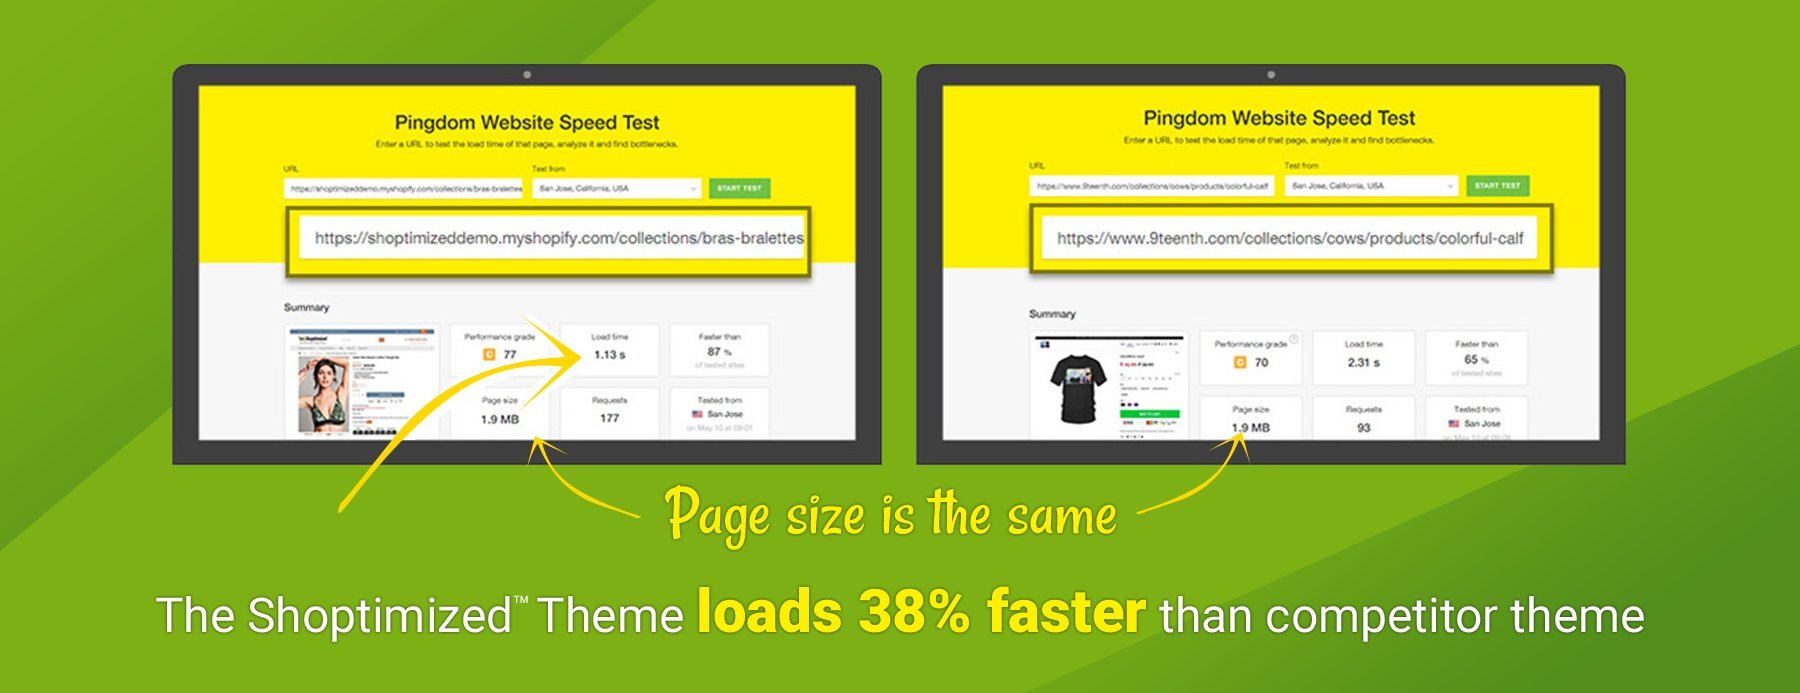 Pingdom Website Speed Test
Enter a URL to test the load time of that page, analyze it and find bottlenecks.
URL
Test from
https://shoptimizeddemo.myshopify.com/collections/bras-bralettes
San Jose, California, USA
START TEST
https://shoptimizeddemo.myshopify.com/collections/bras-bralettes
Summary
Performance grade
C 77
Load time
1.13 s
Faster than
87 %
of tested sites
Page size
1.9 MB
Requests
177
Tested from
San Jose
on May 10 at 09:01
Pingdom Website Speed Test
Enter a URL to test the load time of that page, analyze it and find bottlenecks.
URL
Test from
https://www.9teenth.com/collections/cows/products/colorful-calf
San Jose, California, USA
START TEST
https://www.9teenth.com/collections/cows/products/colorful-calf
Summary
Performance grade
C 70
Load time
2.31 s
Faster than
65 %
of tested sites
Page size
1.9 MB
Requests
93
Tested from
San Jose
Page size is the same
The Shoptimized™ Theme loads 38% faster than competitor theme